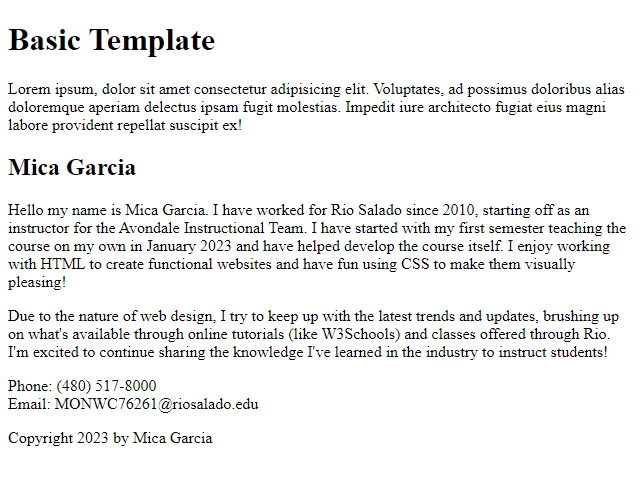 Basic Template
Lorem ipsum, dolor sit amet consectetur adipisicing elit. Voluptates, ad possimus doloribus alias
doloremque aperiam delectus ipsam fugit molestias. Impedit iure architecto fugiat eius magni
labore provident repellat suscipit ex!
Mica Garcia
Hello my name is Mica Garcia. I have worked for Rio Salado since 2010, starting off as an
instructor for the Avondale Instructional Team. I have started with my first semester teaching the
course on my own in January 2023 and have helped develop the course itself. I enjoy working
with HTML to create functional websites and have fun using CSS to make them visually
pleasing!
Due to the nature of web design, I try to keep up with the latest trends and updates, brushing up
on what's available through online tutorials (like W3Schools) and classes offered through Rio.
I'm excited to continue sharing the knowledge I've learned in the industry to instruct students!
Phone: (480) 517-8000
Email: MONWC76261@riosalado.edu
Copyright 2023 by Mica Garcia